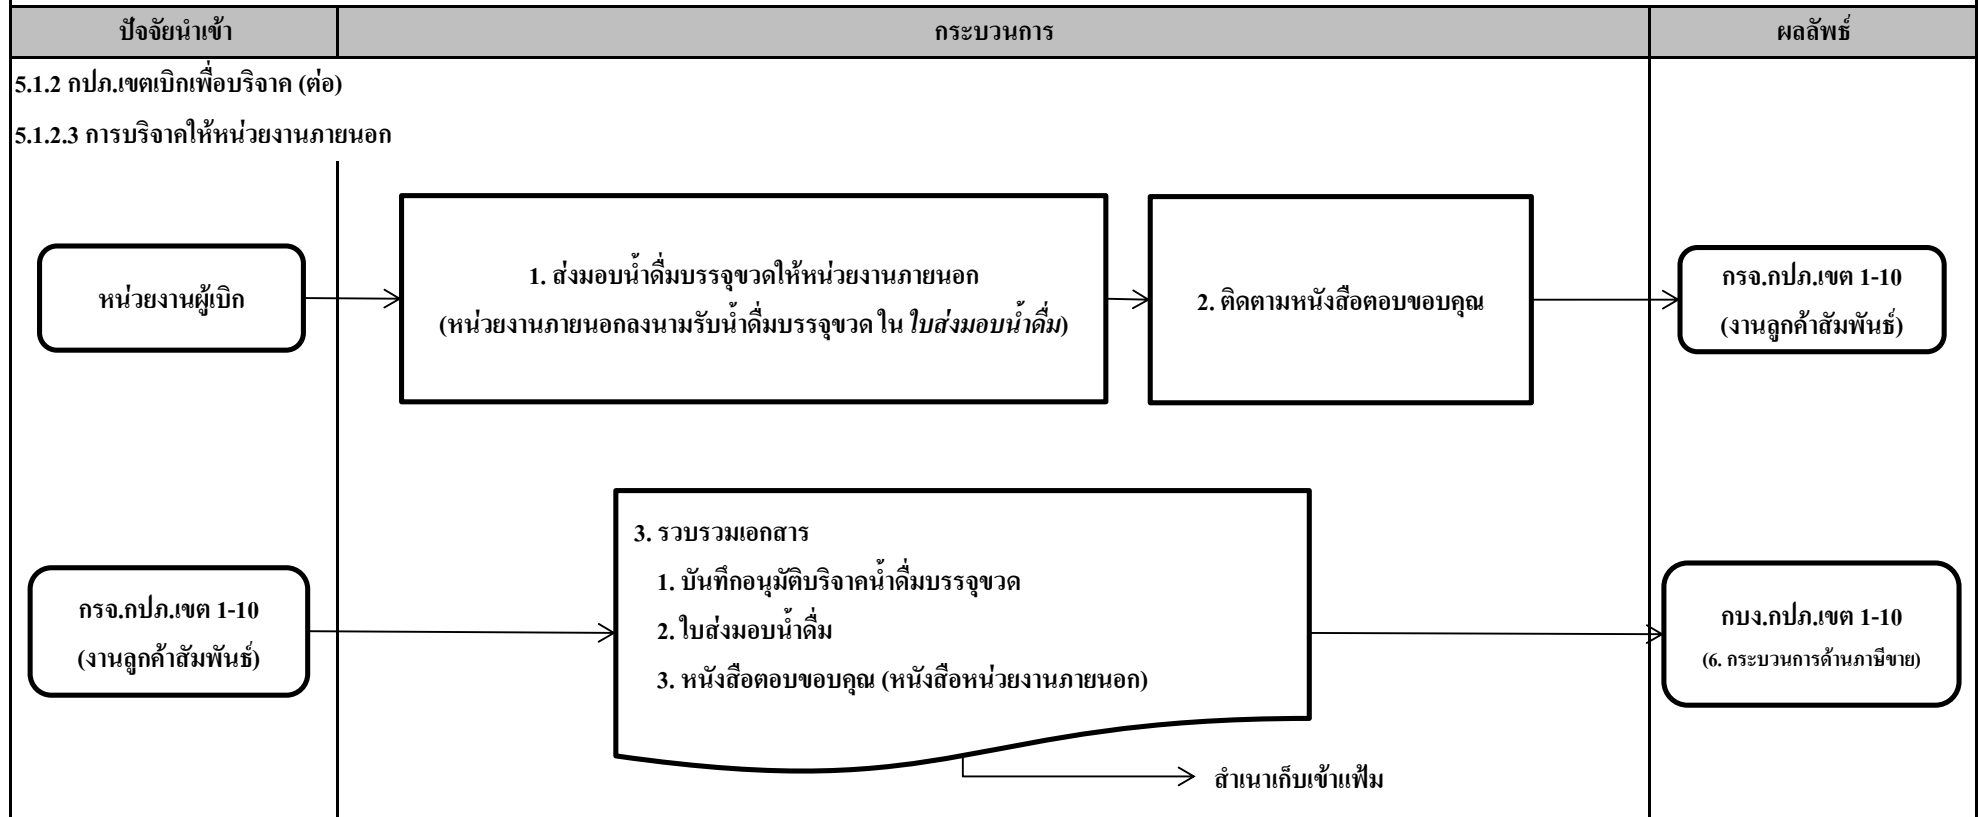 ปัจจัยนำเข้า
กระบวนการ
ผลลัพธ์
5.1.2 กปภ.เขตเบิกเพื่อบริจาค (ต่อ)
5.1.2.3 การบริจาคให้หน่วยงานภายนอก
หน่วยงานผู้เบิก
1. ส่งมอบน้ำดื่มบรรจุขวดให้หน่วยงานภายนอก
(หน่วยงานภายนอกลงนามรับน้ำดื่มบรรจุขวด ใน ใบส่งมอบน้ำดื่ม)
2. ติดตามหนังสือตอบขอบคุณ
กรจ.กปภ.เขต 1-10
(งานลูกค้าสัมพันธ์)
กรจ.กปภ.เขต 1-10
(งานลูกค้าสัมพันธ์)
3. รวบรวมเอกสาร
1. บันทึกอนุมัติบริจาคน้ำดื่มบรรจุขวด
2. ใบส่งมอบน้ำดื่ม
3. หนังสือตอบขอบคุณ (หนังสือหน่วยงานภายนอก)
กบง.กปภ.เขต 1-10
(6. กระบวนการด้านภาษีขาย)
สำเนาเก็บเข้าแฟ้ม